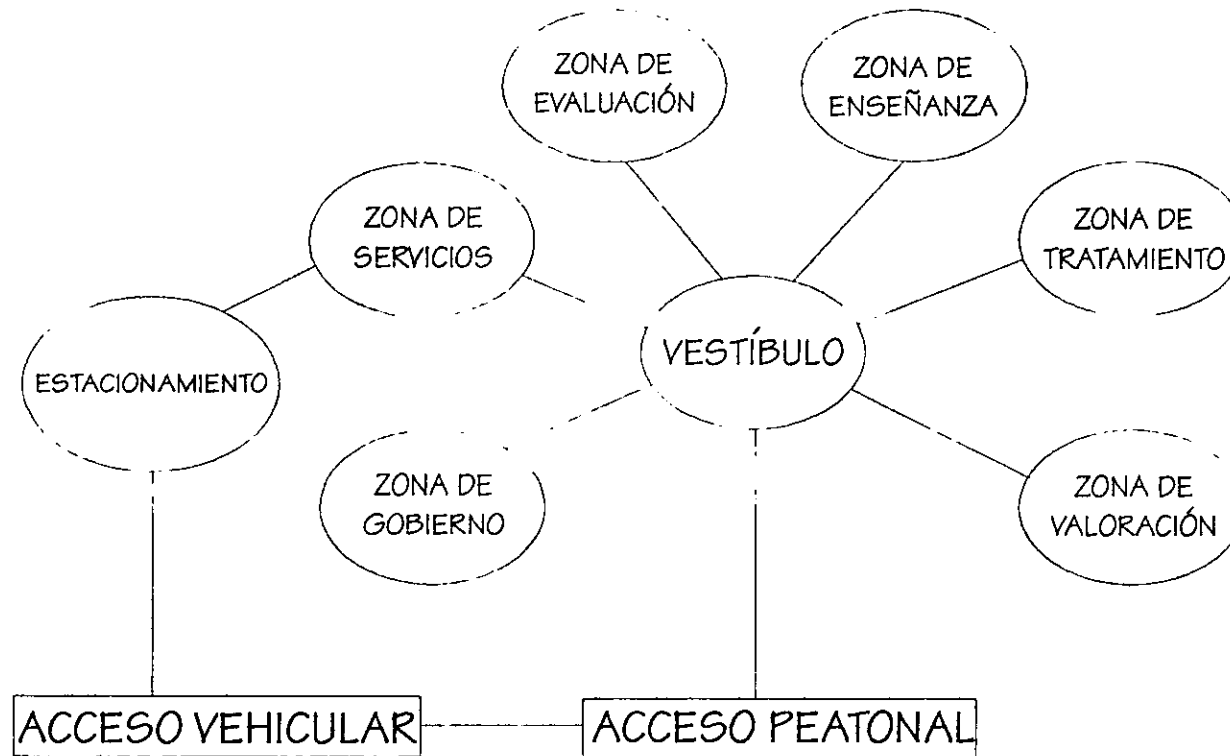 ZONA DE
EVALUACIÓN
ZONA DE
ENSEÑANZA
ZONA DE
SERVICIOS
ZONA DE
TRATAMIENTO
VESTÍBULO
ESTACIONAMIENTO
ZONA DE
GOBIERNO
ZONA DE
VALORACIÓN
ACCESO VEHICULAR
ACCESO PEATONAL